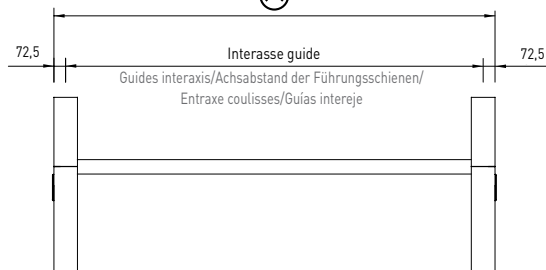 72,5
Interasse guide
72,5
Guides interaxis/Achsabstand der Führungsschienen/
Entraxe coulisses/Guías intereje